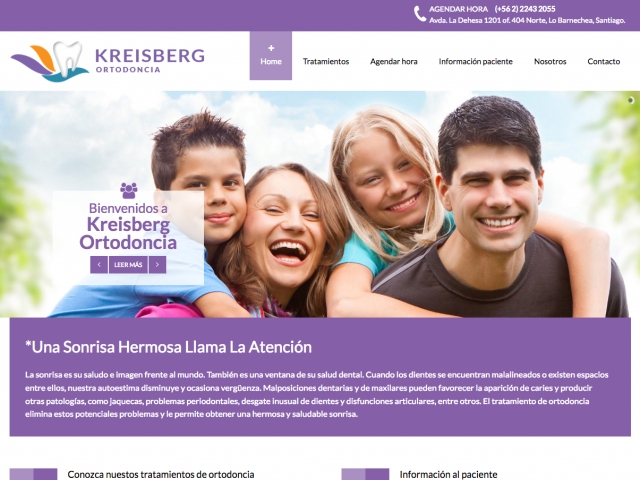 AGENDAR HORA (+56 2) 2243 2055
Avda. La Dehesa 1201 of. 404 Norte, Lo Barnechea, Santiago.
KREISBERG
ORTODONCIA
Home
Tratamientos
Agendar hora
Información paciente
Nosotros
Contacto
Bienvenidos a
Kreisberg
Ortodoncia
LEER MÁS
*Una Sonrisa Hermosa Llama La Atención
La sonrisa es su saludo e imagen frente al mundo. También es una ventana de su salud dental. Cuando los dientes se encuentran malalineados o existen espacios
entre ellos, nuestra autoestima disminuye y ocasiona vergüenza. Malposiciones dentarias y de maxilares pueden favorecer la aparición de caries y producir
otras patologías, como jaquecas, problemas periodontales, desgate inusual de dientes y disfunciones articulares, entre otros. El tratamiento de ortodoncia
elimina estos potenciales problemas y le permite obtener una hermosa y saludable sonrisa.
Conozca nuestos tratamientos de ortodoncia
Información al paciente